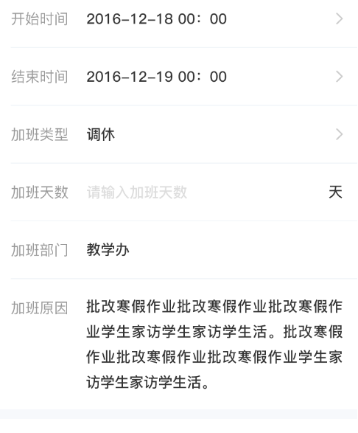 开始时间 2016-12-18 00：00
结束时间 2016-12-19 00：00
加班类型 调休
加班天数 请输入加班天数 天
加班部门 教学办
加班原因 批改寒假作业批改寒假作业批改寒假作
业学生家访学生家访学生活。批改寒假
作业批改寒假作业批改寒假作业学生家
访学生家访学生活。